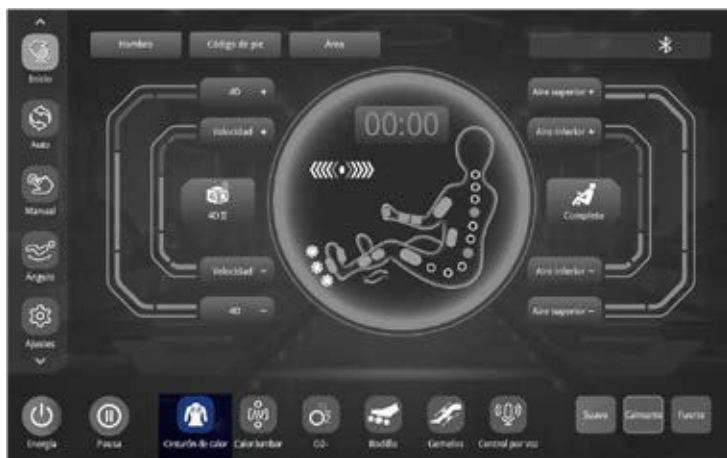 Hombro
Código de pie
Área
Inicio
Auto
Manual
Ángulo
Ajustes
4D +
Velocidad +
4D II
Velocidad −
4D −
00:00
Aire superior +
Aire inferior +
Completa
Aire inferior −
Aire superior −
Energía
Pausa
Cinturón de calor
Calor lumbar
O2-
Rodillo
Gemelos
Control por voz
Suave
Calmante
Fuerte